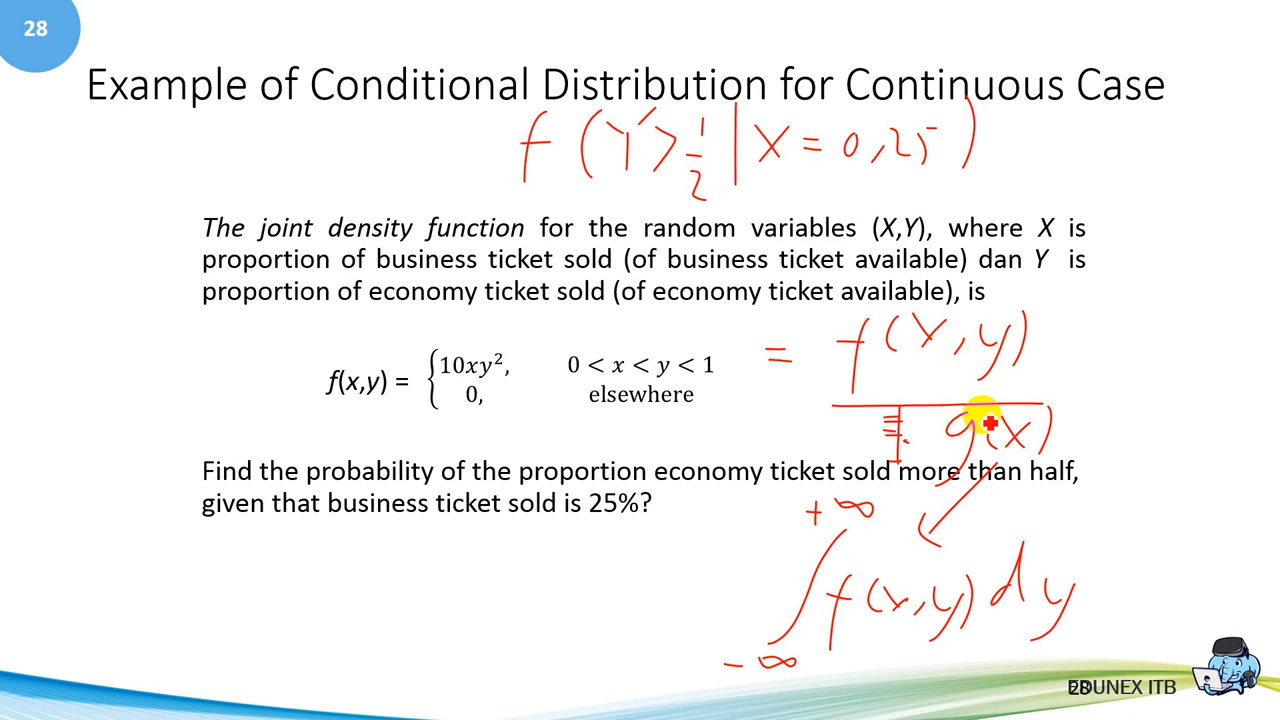 28
Example of Conditional Distribution for Continuous Case
f (Y > 1/2 | X = 0,25)
The joint density function for the random variables (X,Y), where X is
proportion of business ticket sold (of business ticket available) dan Y is
proportion of economy ticket sold (of economy ticket available), is
= f(x,y)
f(x,y) = { 10xy², 0 < x < y < 1
0, elsewhere
g(x)
Find the probability of the proportion economy ticket sold more than half,
given that business ticket sold is 25%?
+∞
∫ f(x,y) dy
-∞
28
EDUNEX ITB